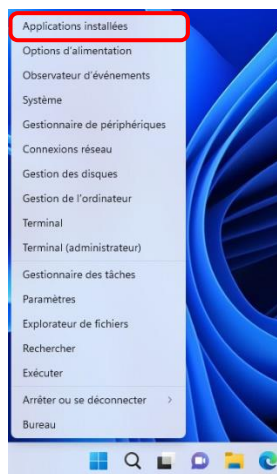 Applications installées
Options d'alimentation
Observateur d'événements
Système
Gestionnaire de périphériques
Connexions réseau
Gestion des disques
Gestion de l'ordinateur
Terminal
Terminal (administrateur)
Gestionnaire des tâches
Paramètres
Explorateur de fichiers
Rechercher
Exécuter
Arrêter ou se déconnecter
Bureau